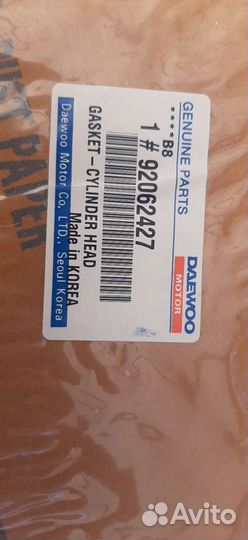 GENUINE PARTS
DAEWOO
MOTOR
****B8
1 # 92062427
GASKET-CYLINDER HEAD
Made in KOREA
Daewoo Motor Co, LTD., Seoul Korea
PAPER
Avito